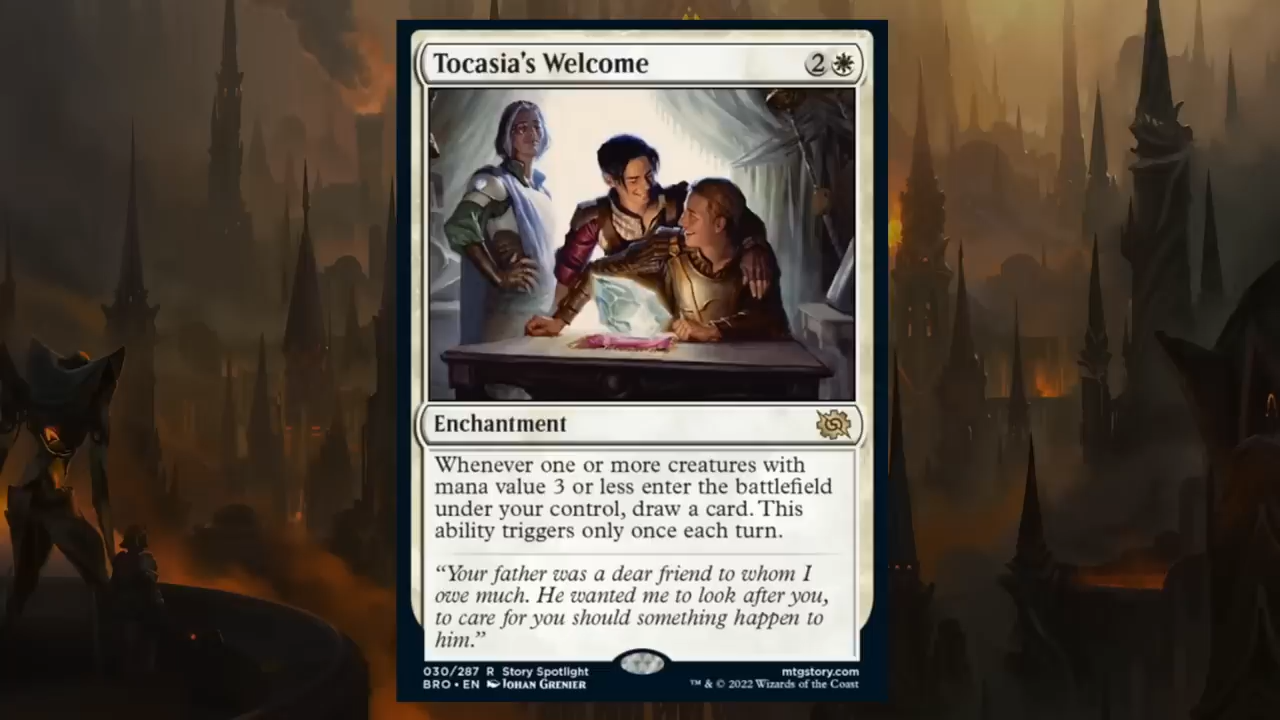 Tocasia's Welcome 2
Enchantment
Whenever one or more creatures with
mana value 3 or less enter the battlefield
under your control, draw a card. This
ability triggers only once each turn.
“Your father was a dear friend to whom I
owe much. He wanted me to look after you,
to care for you should something happen to
him.”
030/287 R Story Spotlight
mtgstory.com
BRO • EN Johan Grenier
™ & © 2022 Wizards of the Coast